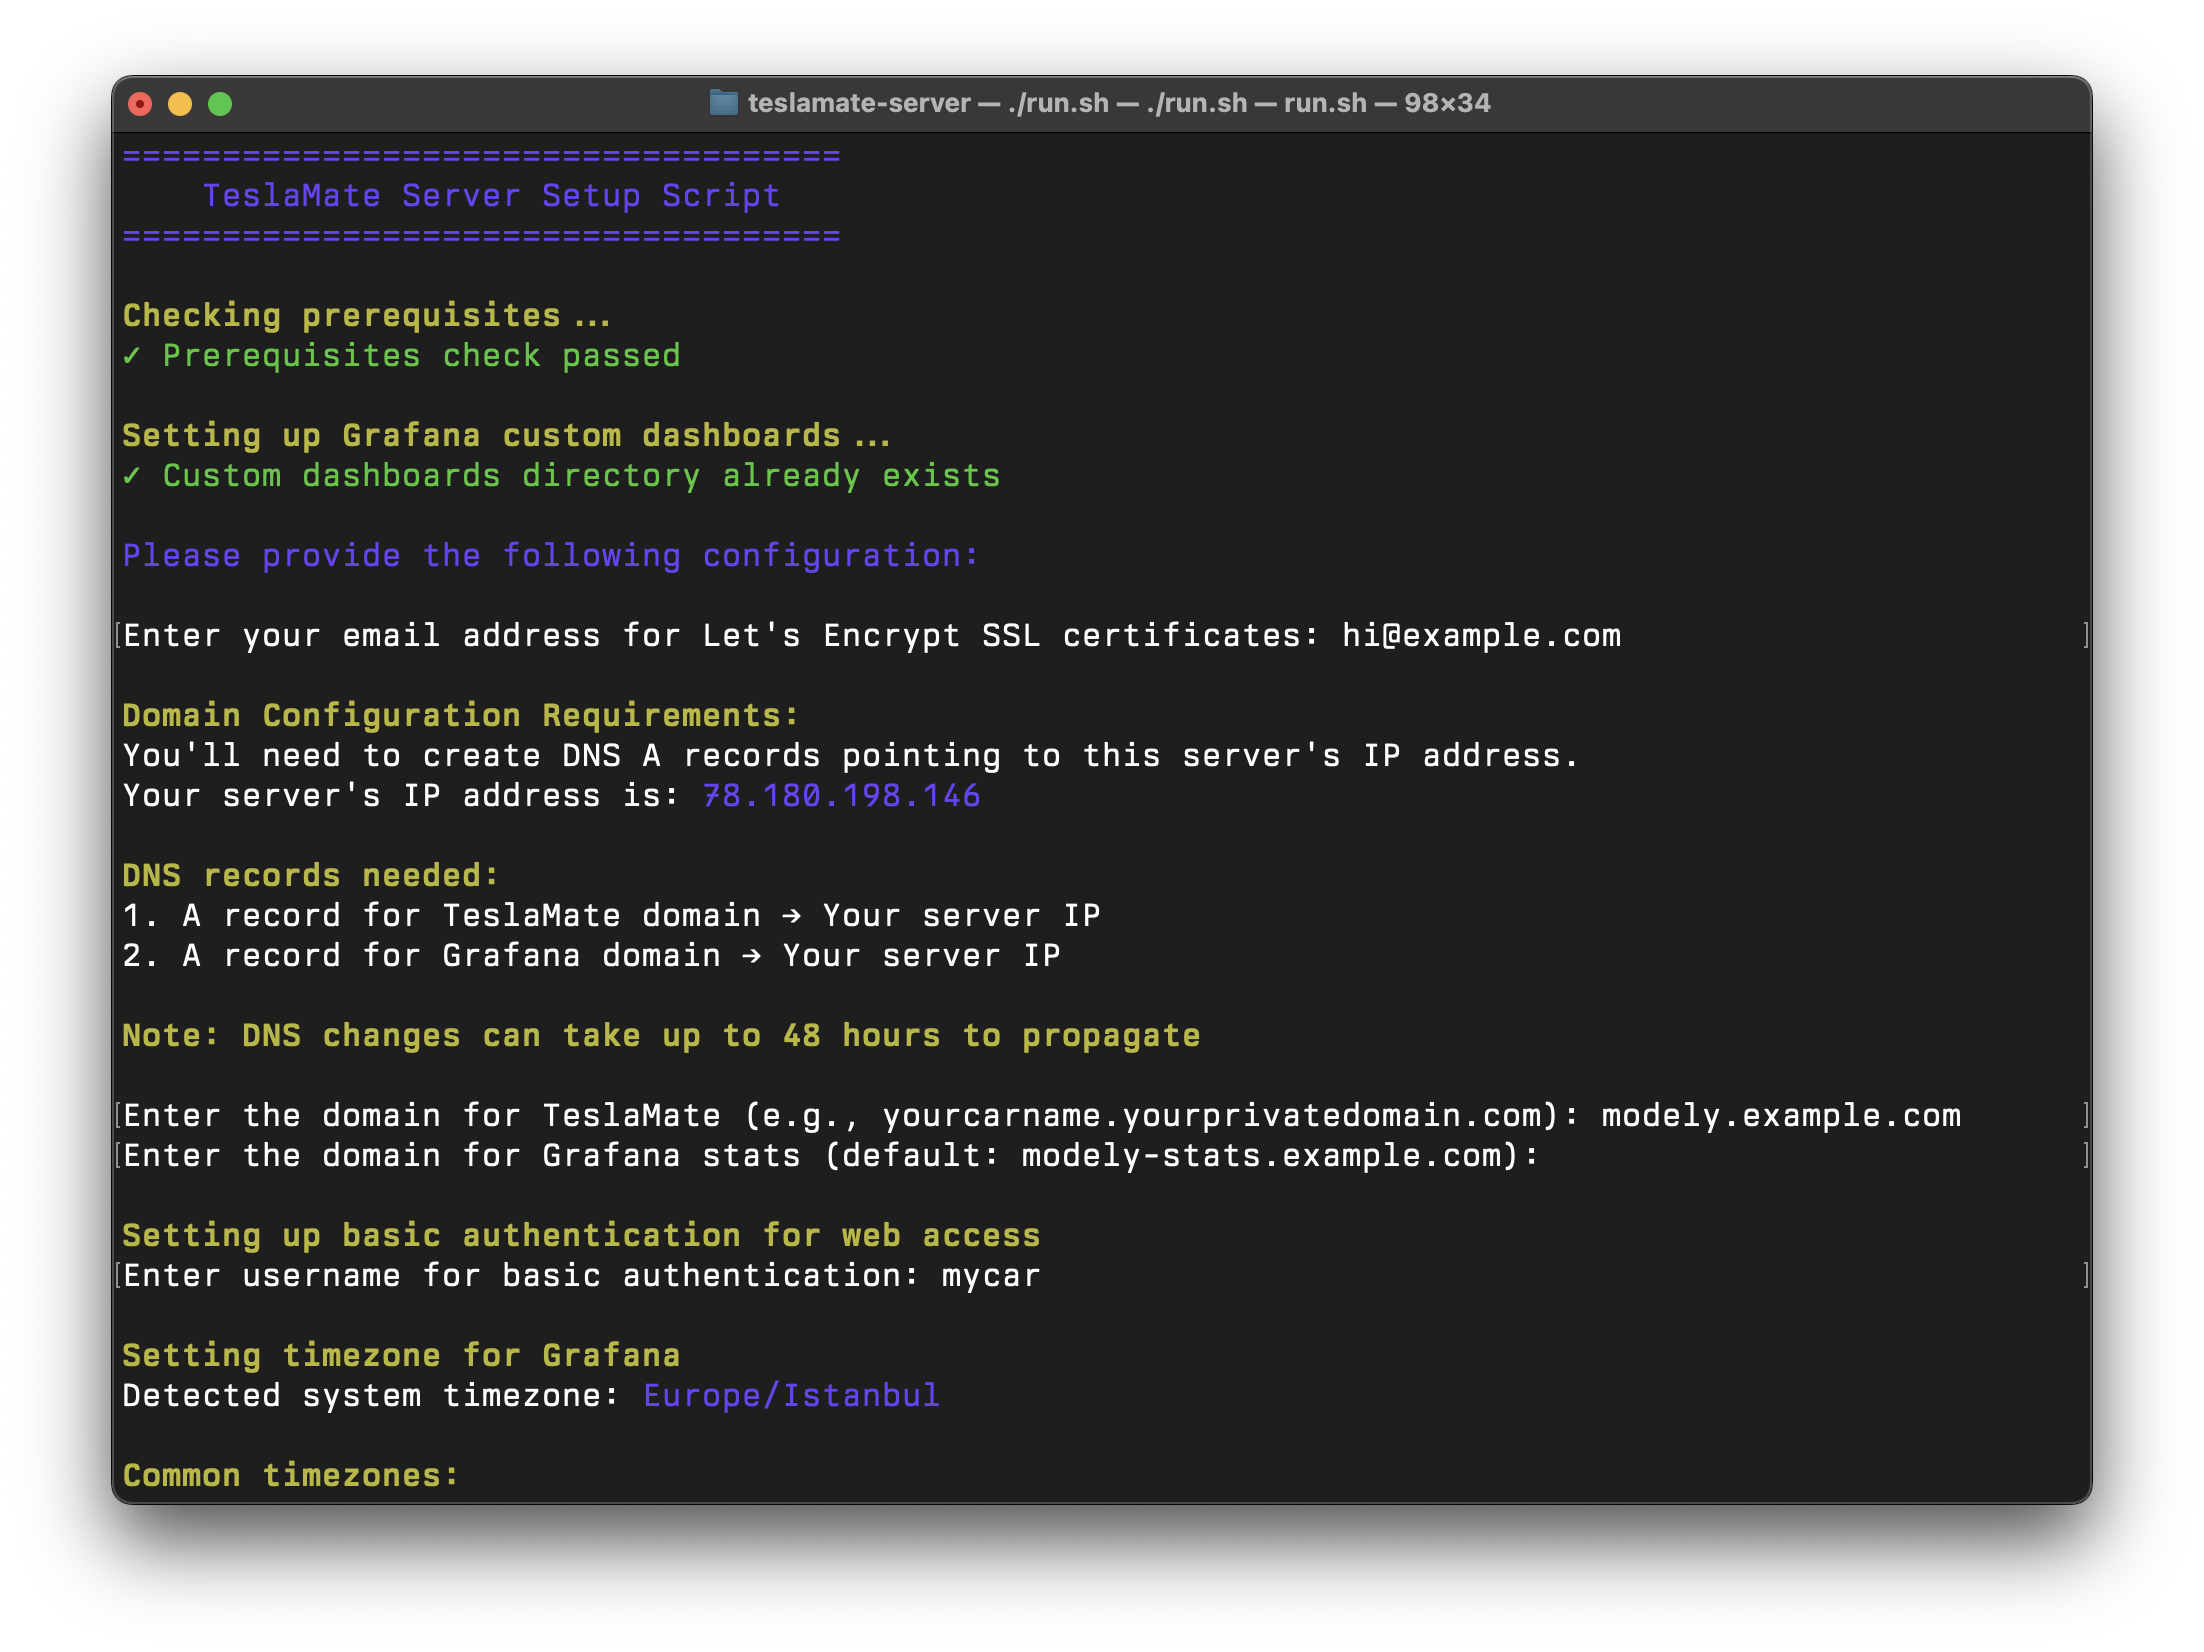 teslamate-server — ./run.sh — ./run.sh — run.sh — 98×34
====================================
TeslaMate Server Setup Script
====================================
Checking prerequisites...
✓ Prerequisites check passed
Setting up Grafana custom dashboards...
✓ Custom dashboards directory already exists
Please provide the following configuration:
[Enter your email address for Let's Encrypt SSL certificates: hi@example.com ]
Domain Configuration Requirements:
You'll need to create DNS A records pointing to this server's IP address.
Your server's IP address is: 78.180.198.146
DNS records needed:
1. A record for TeslaMate domain → Your server IP
2. A record for Grafana domain → Your server IP
Note: DNS changes can take up to 48 hours to propagate
[Enter the domain for TeslaMate (e.g., yourcarname.yourprivatedomain.com): modely.example.com ]
[Enter the domain for Grafana stats (default: modely-stats.example.com): ]
Setting up basic authentication for web access
[Enter username for basic authentication: mycar ]
Setting timezone for Grafana
Detected system timezone: Europe/Istanbul
Common timezones: